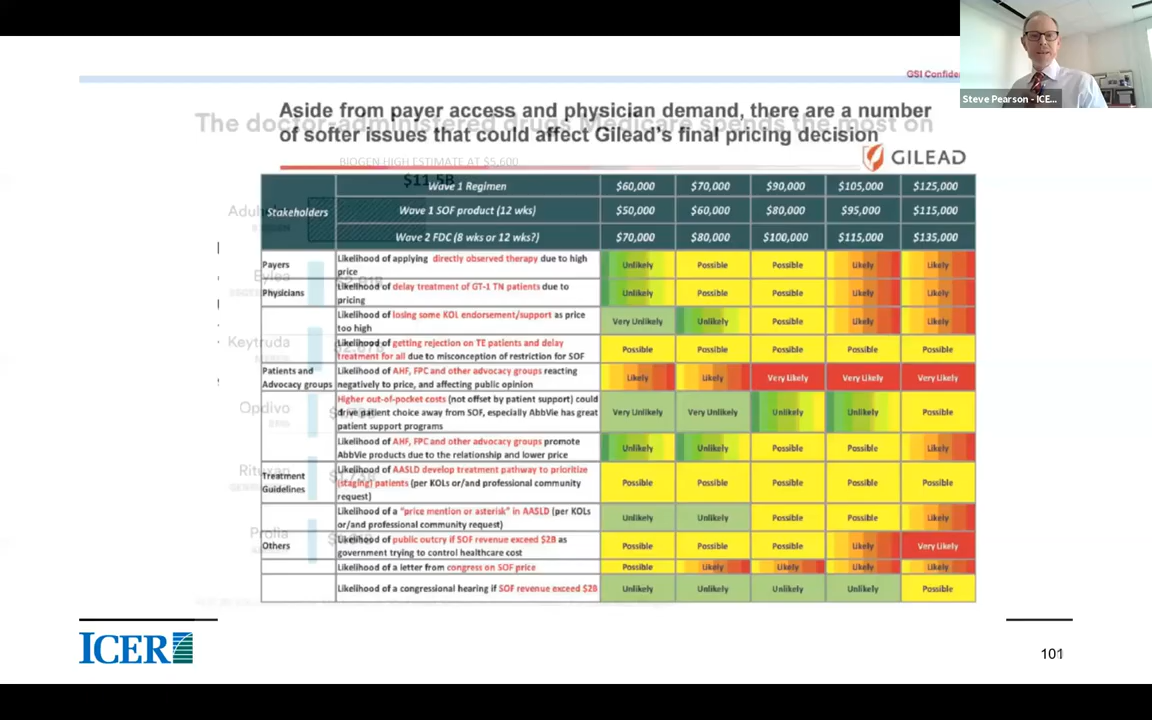 GSI Confide
Steve Pearson - ICE...
Aside from payer access and physician demand, there are a number
of softer issues that could affect Gilead's final pricing decision
The doctor-administered drugs Medicare spends the most on
BIOGEN HIGH ESTIMATE AT $5,600
$11.5B
GILEAD
Stakeholders
Wave 1 Regimen $60,000 $70,000 $90,000 $105,000 $125,000
Wave 1 SOF product (12 wks) $50,000 $60,000 $80,000 $95,000 $115,000
Wave 2 FDC (8 wks or 12 wks?) $70,000 $80,000 $100,000 $115,000 $135,000
Payers
Likelihood of applying directly observed therapy due to high
price
Unlikely Possible Possible Likely Likely
Physicians
Likelihood of delay treatment of GT-1 TN patients due to
pricing
Unlikely Possible Possible Likely Likely
Likelihood of losing some KOL endorsement/support as price
too high
Very Unlikely Unlikely Possible Likely Likely
Likelihood of getting rejection on TE patients and delay
treatment for all due to misconception of restriction for SOF
Possible Possible Possible Possible Possible
Patients and
Advocacy groups
Likelihood of AHF, FPC and other advocacy groups reacting
negatively to price, and affecting public opinion
Likely Likely Very Likely Very Likely Very Likely
Higher out-of-pocket costs (not offset by patient support) could
drive patient choice away from SOF, especially AbbVie has great
patient support programs
Very Unlikely Very Unlikely Unlikely Unlikely Possible
Likelihood of AHF, FPC and other advocacy groups promote
AbbVie products due to the relationship and lower price
Unlikely Unlikely Possible Possible Likely
Treatment
Guidelines
Likelihood of AASLD develop treatment pathway to prioritize
(staging) patients (per KOLs or/and professional community
request)
Possible Possible Possible Possible Possible
Likelihood of a "price mention or asterisk" in AASLD (per KOLs
or/and professional community request)
Unlikely Unlikely Possible Possible Likely
Others
Likelihood of public outcry if SOF revenue exceed $2B as
government trying to control healthcare cost
Possible Possible Possible Likely Very Likely
Likelihood of a letter from congress on SOF price
Possible Likely Likely Likely Likely
Likelihood of a congressional hearing if SOF revenue exceed $2B
Unlikely Unlikely Unlikely Unlikely Possible
Eylea
Keytruda
Opdivo
Rituxan
Prolia
ICER
101